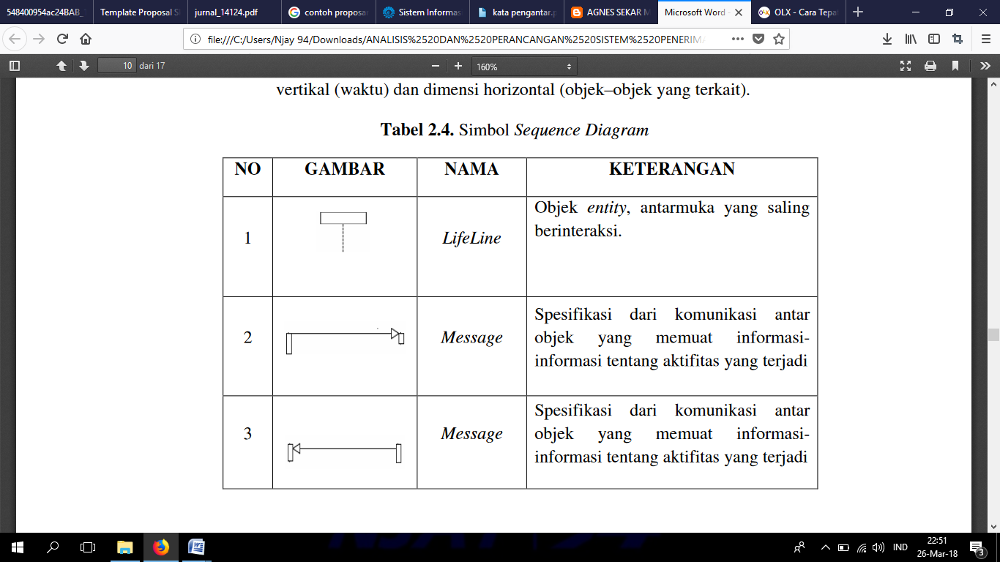 548400954ac24BAB_
Template Proposal S
jurnal_14124.pdf
contoh proposa
Sistem Informas
kata pengantar.p
AGNES SEKAR M
Microsoft Word -
OLX - Cara Tepa
file:///C:/Users/Njay 94/Downloads/ANALISIS%2520DAN%2520PERANCANGAN%2520SISTEM%2520PENERIMA
10 dari 17
160%
vertikal (waktu) dan dimensi horizontal (objek–objek yang terkait).
Tabel 2.4. Simbol Sequence Diagram
NO GAMBAR NAMA KETERANGAN
1 LifeLine
Objek entity, antarmuka yang saling
berinteraksi.
2 Message
Spesifikasi dari komunikasi antar
objek yang memuat informasi-
informasi tentang aktifitas yang terjadi
3 Message
Spesifikasi dari komunikasi antar
objek yang memuat informasi-
informasi tentang aktifitas yang terjadi
IND
22:51
26-Mar-18
3